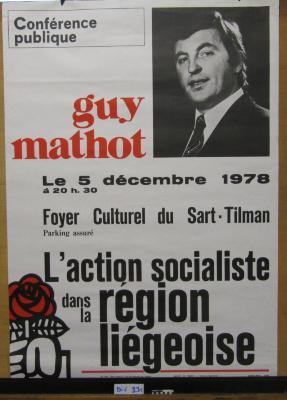 Conférence
publique
guy
mathot
Le 5 décembre 1978
à 20 h. 30
Foyer Culturel du Sart-Tilman
Parking assuré
L'action socialiste
dans la région
liégeoise